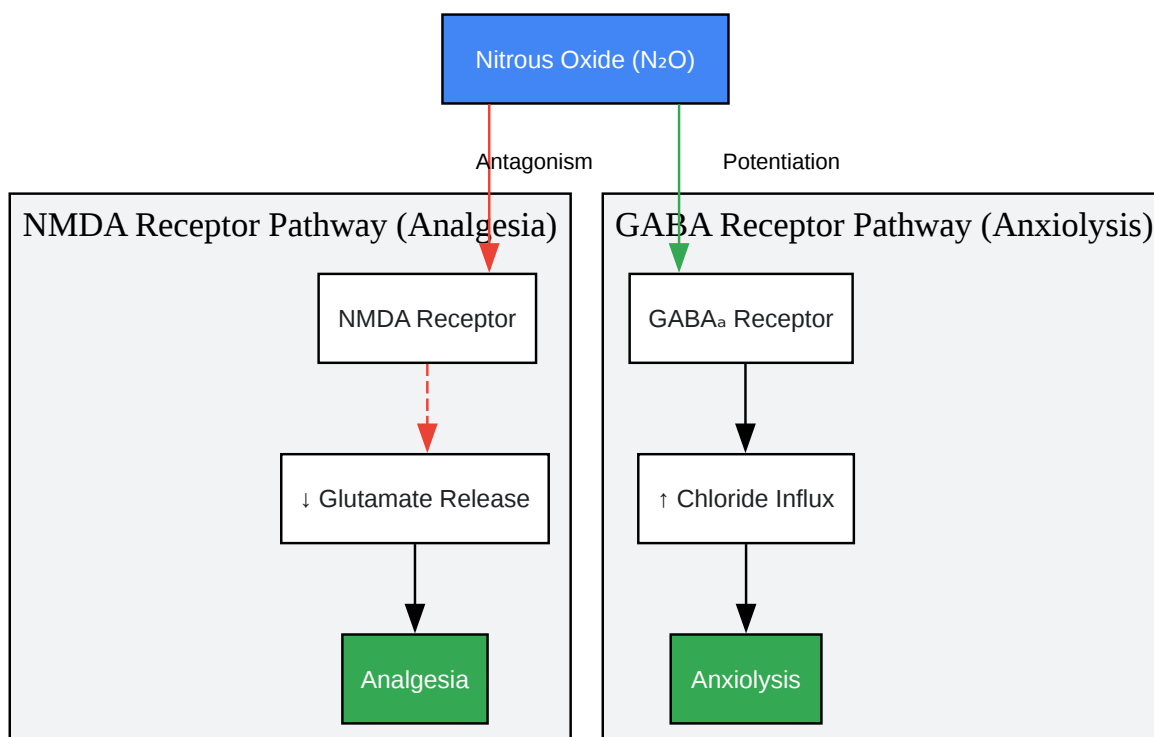 Nitrous Oxide (N₂O)
Antagonism
Potentiation
NMDA Receptor Pathway (Analgesia)
GABA Receptor Pathway (Anxiolysis)
NMDA Receptor
GABAₐ Receptor
↓ Glutamate Release
↑ Chloride Influx
Analgesia
Anxiolysis